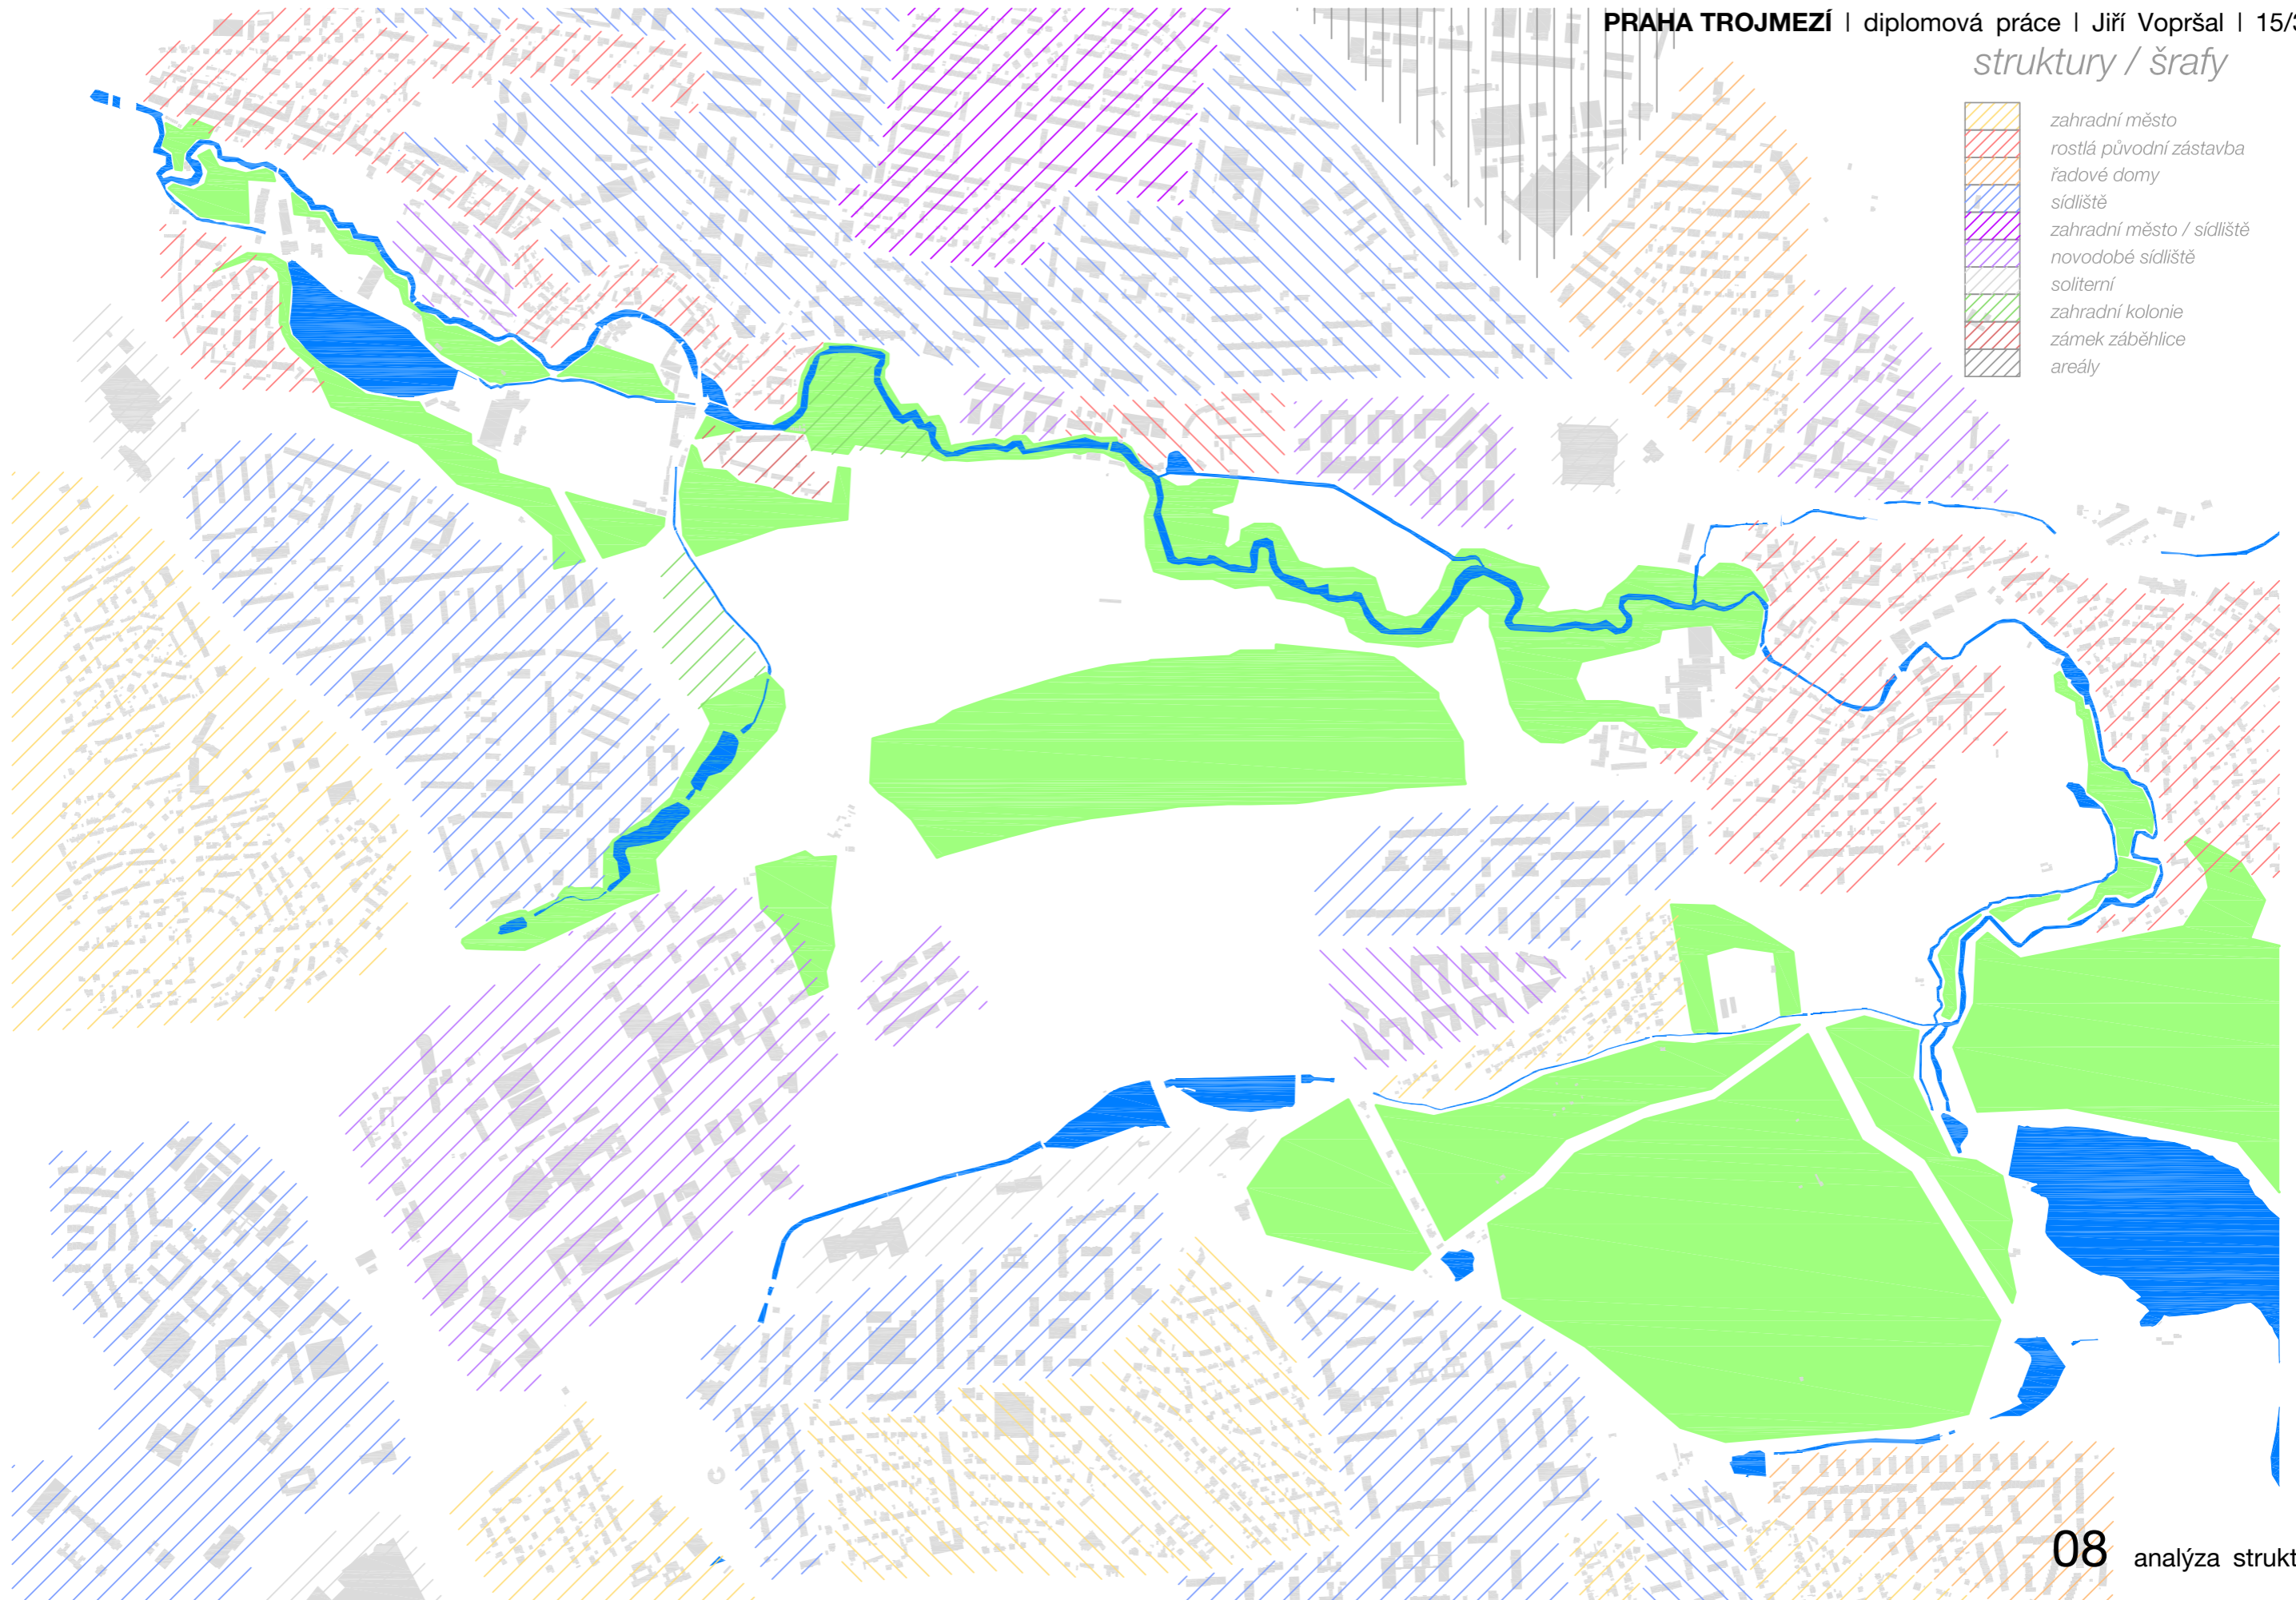 PRAHA TROJMEZÍ | diplomová práce | Jiří Vopršal | 15/3
struktury / šrafy
zahradní město
rostlá původní zástavba
řadové domy
sídliště
zahradní město / sídliště
novodobé sídliště
soliterní
zahradní kolonie
zámek záběhlice
areály
08 analýza strukt